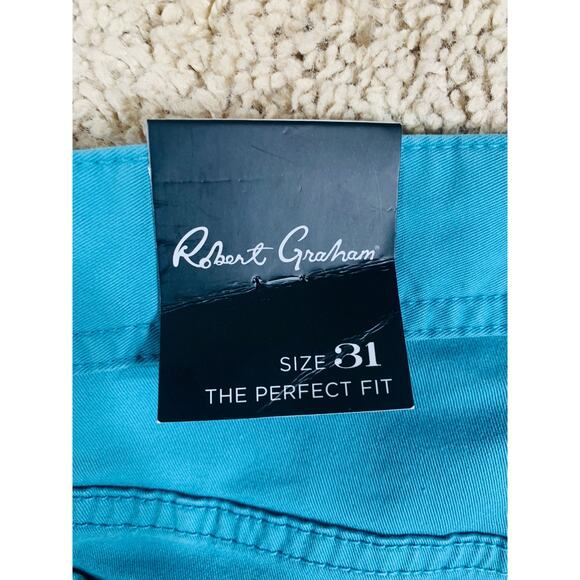 Robert Graham®
SIZE 31
THE PERFECT FIT